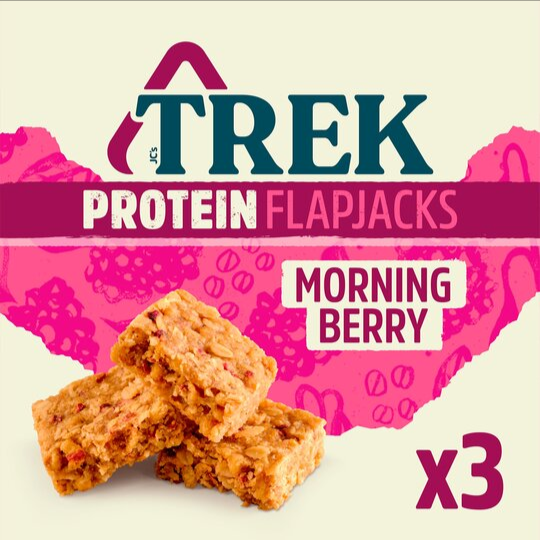 JC's
TREK
PROTEIN FLAPJACKS
MORNING
BERRY
x3